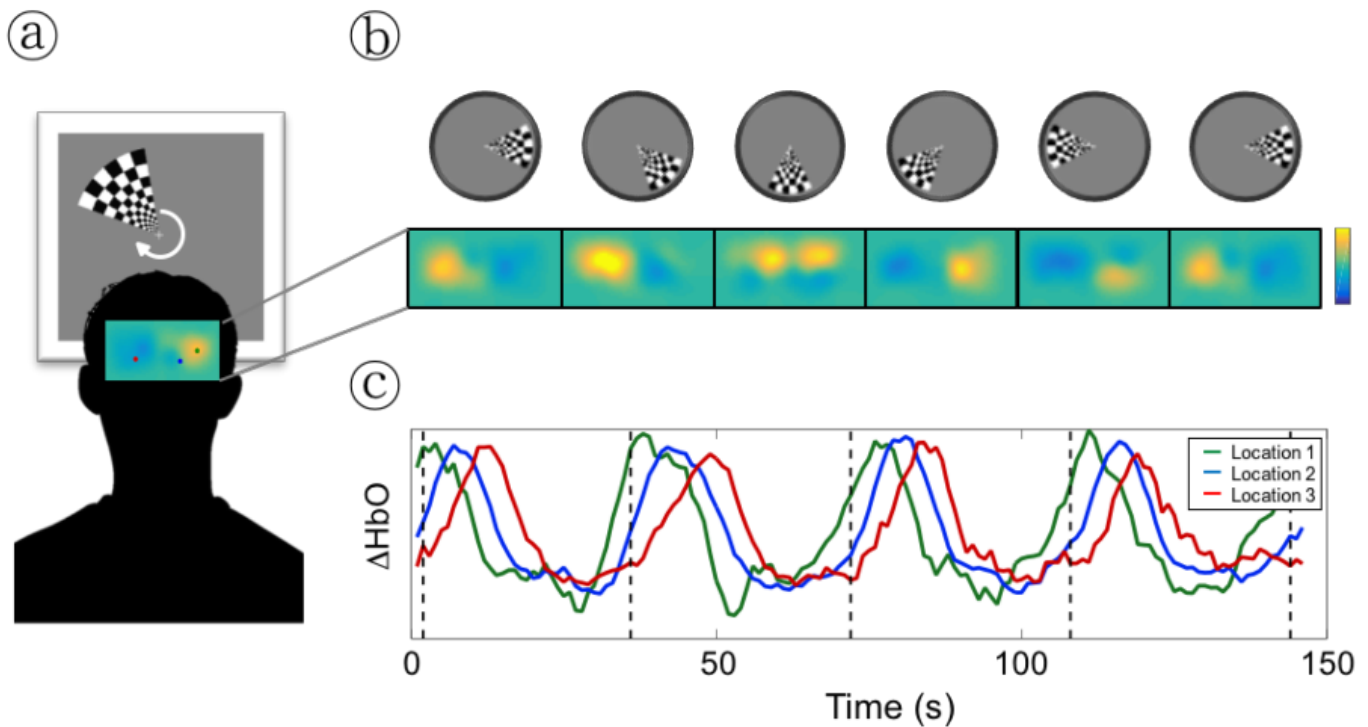 ⓐ
ⓑ
ⓒ
Location 1
Location 2
Location 3
ΔHbO
0 50 100 150
Time (s)